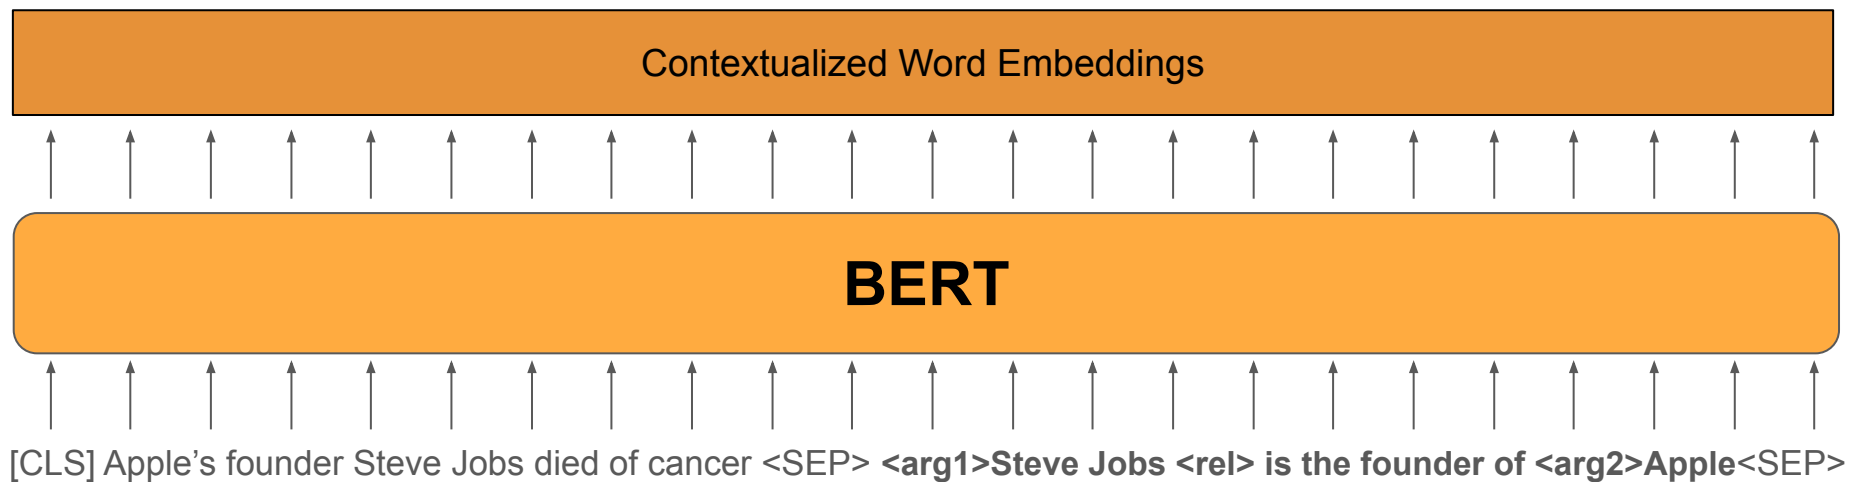 Contextualized Word Embeddings
BERT
[CLS] Apple’s founder Steve Jobs died of cancer <SEP> <arg1>Steve Jobs <rel> is the founder of <arg2>Apple<SEP>